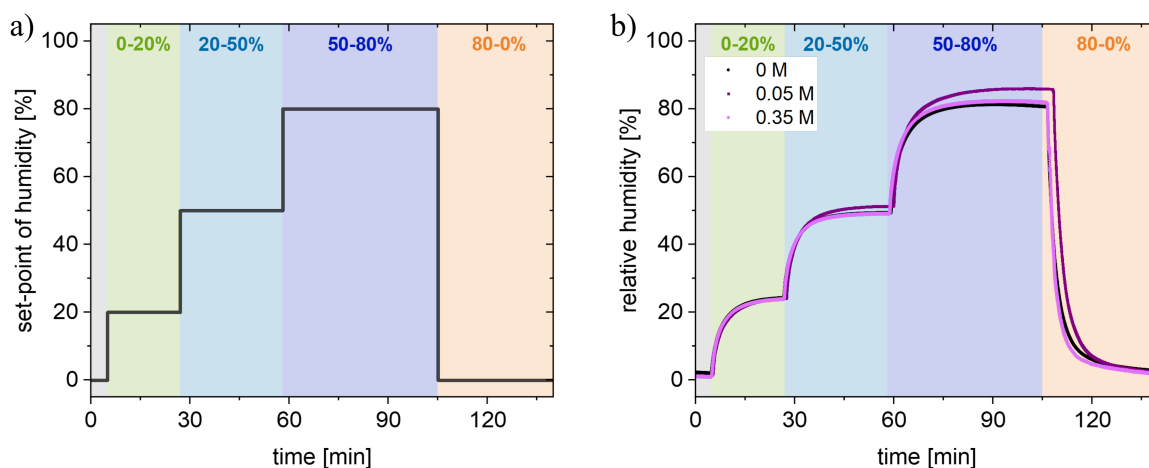 a)
0-20% 20-50% 50-80% 80-0%
100
80
60
40
20
0
set-point of humidity [%]
0 30 60 90 120
time [min]
b)
0-20% 20-50% 50-80% 80-0%
0 M
0.05 M
0.35 M
100
80
60
40
20
0
relative humidity [%]
0 30 60 90 120
time [min]